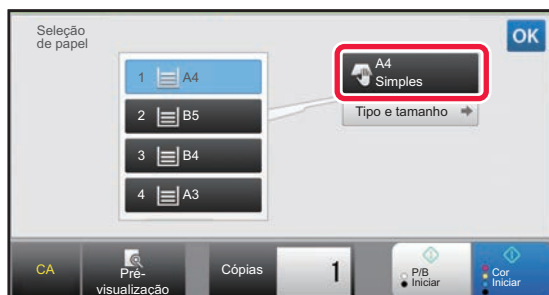 Seleção
de papel
OK
1 A4
2 B5
3 B4
4 A3
A4
Simples
Tipo e tamanho
CA
Pré-
visualização
Cópias
1
P/B
Iniciar
Cor
Iniciar